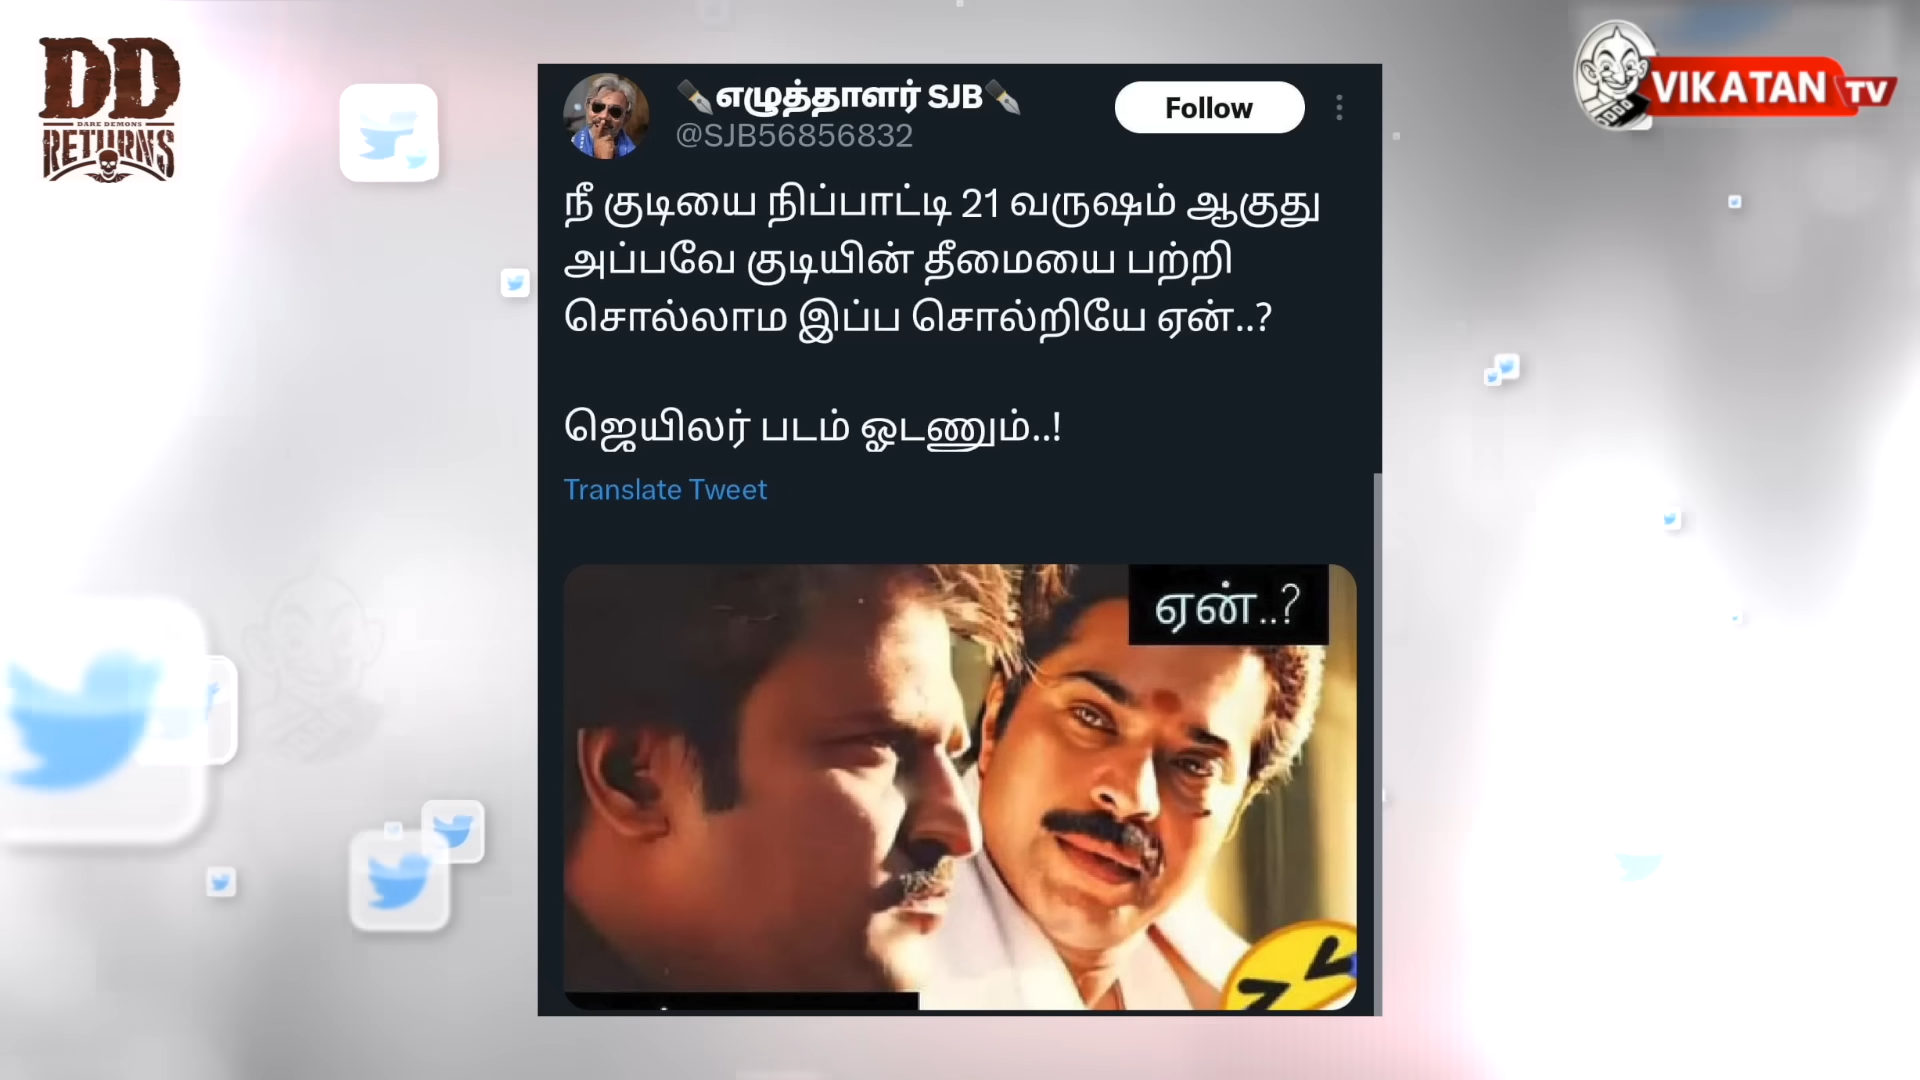 DD
DARE DEMONS
RETURNS
VIKATAN TV
எழுத்தாளர் SJB
@SJB56856832
Follow
நீ குடியை நிப்பாட்டி 21 வருஷம் ஆகுது
அப்பவே குடியின் தீமையை பற்றி
சொல்லாம இப்ப சொல்றியே ஏன்..?
ஜெயிலர் படம் ஓடணும்..!
Translate Tweet
ஏன்..?